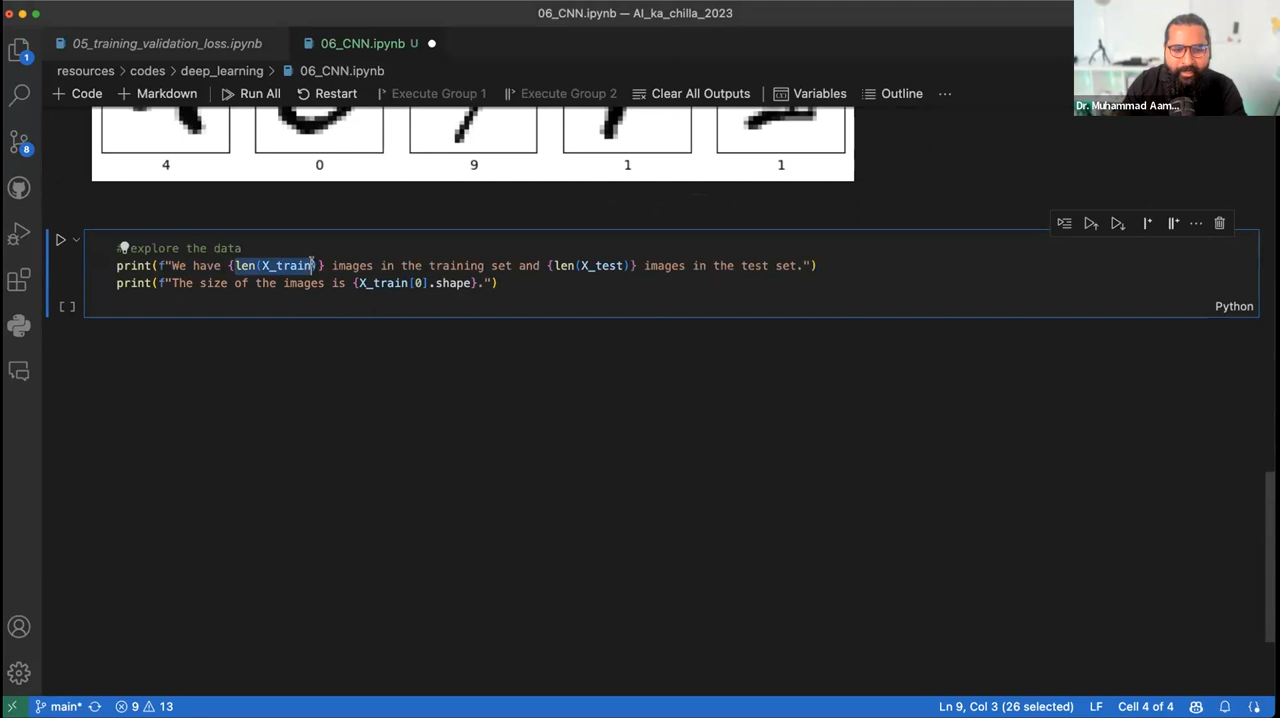 06_CNN.ipynb — AI_ka_chilla_2023
05_training_validation_loss.ipynb
06_CNN.ipynb U
1
resources > codes > deep_learning > 06_CNN.ipynb
+ Code + Markdown Run All Restart Execute Group 1 Execute Group 2 Clear All Outputs Variables Outline ...
Dr. Muhammad Aam...
8
4 0 9 1 1
# explore the data
print(f"We have {len(X_train)} images in the training set and {len(X_test)} images in the test set.")
print(f"The size of the images is {X_train[0].shape}.")
[ ]
Python
main* 9 13 Ln 9, Col 3 (26 selected) LF Cell 4 of 4